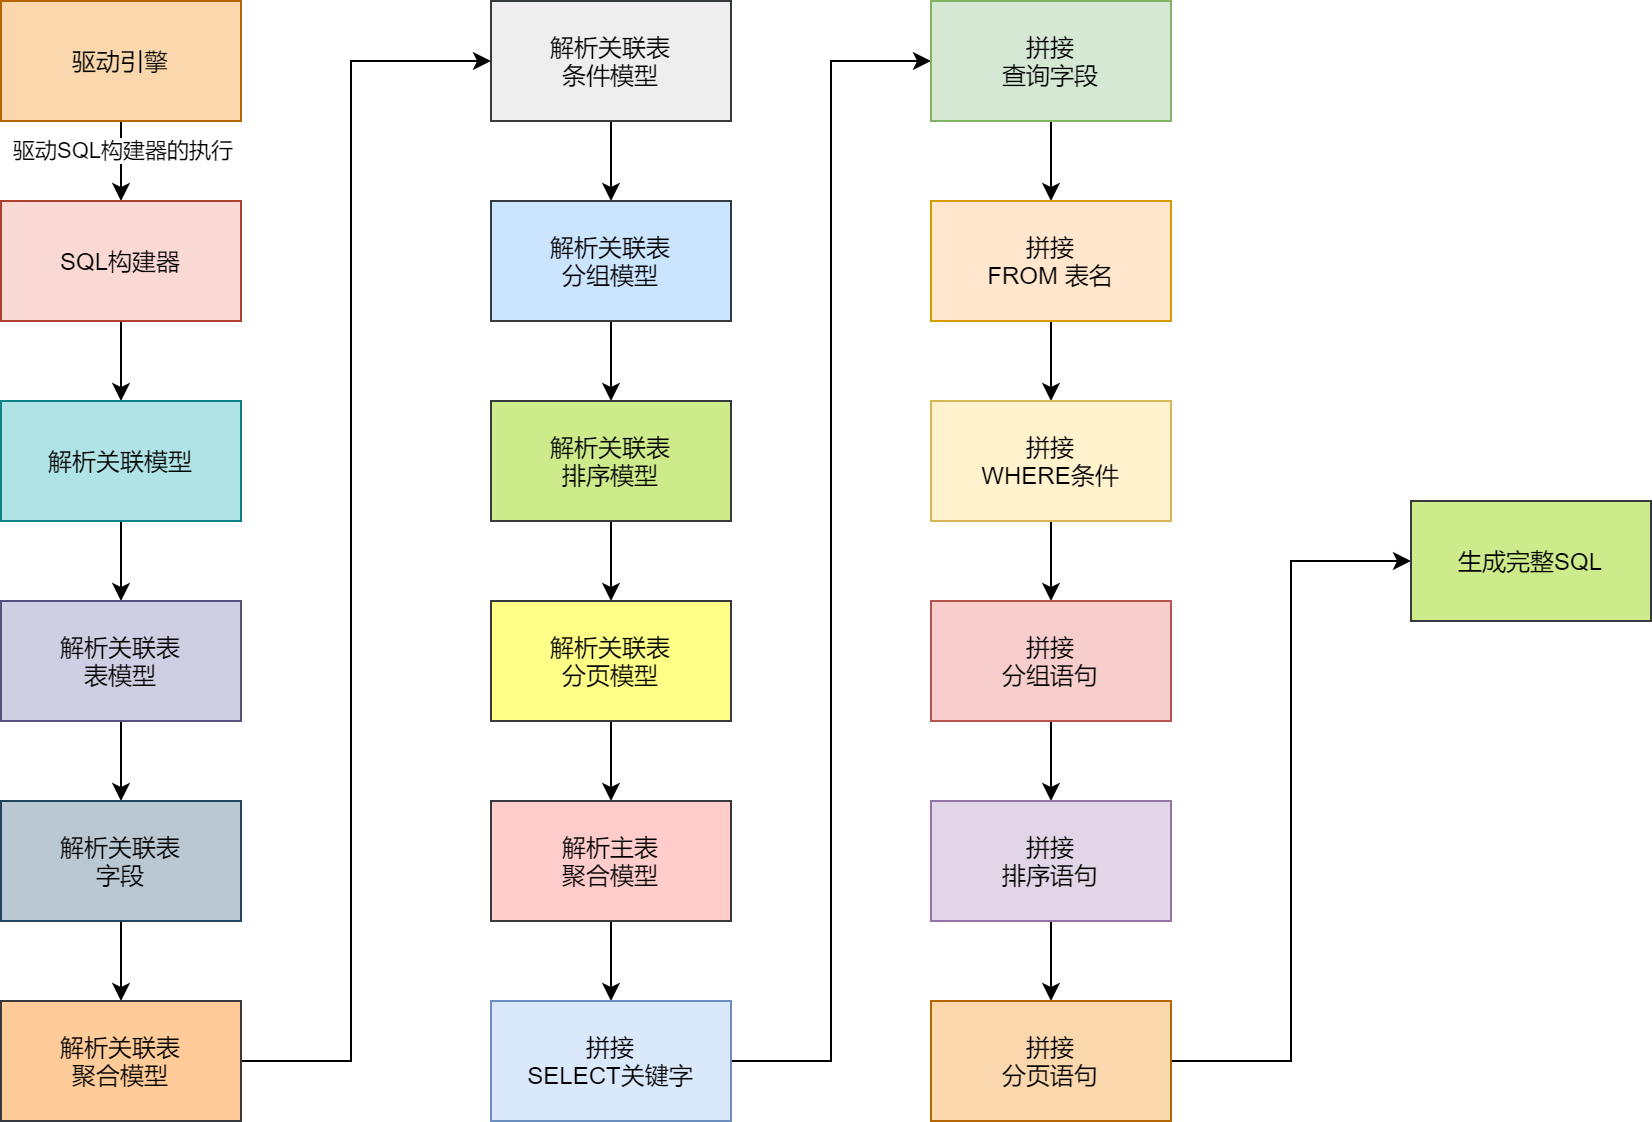 驱动引擎
驱动SQL构建器的执行
SQL构建器
解析关联模型
解析关联表
表模型
解析关联表
字段
解析关联表
聚合模型
解析关联表
条件模型
解析关联表
分组模型
解析关联表
排序模型
解析关联表
分页模型
解析主表
聚合模型
拼接
SELECT关键字
拼接
查询字段
拼接
FROM 表名
拼接
WHERE条件
拼接
分组语句
拼接
排序语句
拼接
分页语句
生成完整SQL